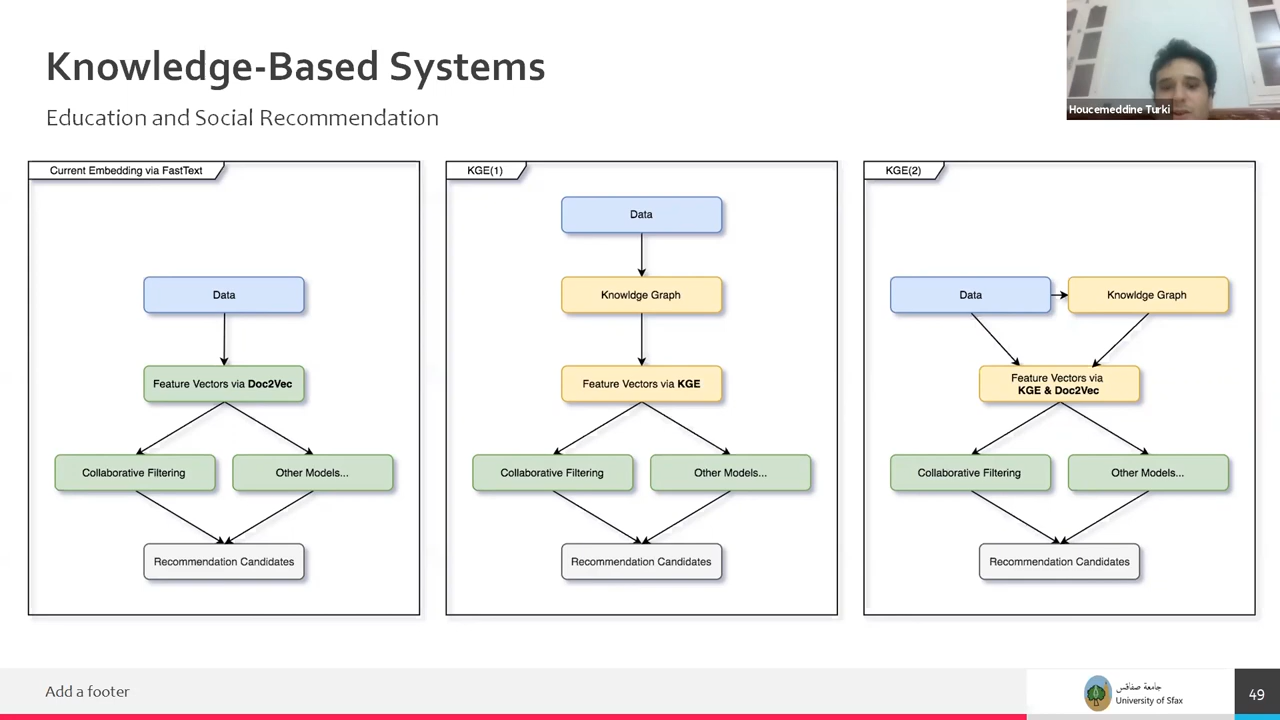 Knowledge-Based Systems
Education and Social Recommendation
Houcemeddine Turki
Current Embedding via FastText
Data
Feature Vectors via Doc2Vec
Collaborative Filtering
Other Models...
Recommendation Candidates
KGE(1)
Data
Knowldge Graph
Feature Vectors via KGE
Collaborative Filtering
Other Models...
Recommendation Candidates
KGE(2)
Data
Knowldge Graph
Feature Vectors via
KGE & Doc2Vec
Collaborative Filtering
Other Models...
Recommendation Candidates
Add a footer
جامعة صفاقس
University of Sfax
49